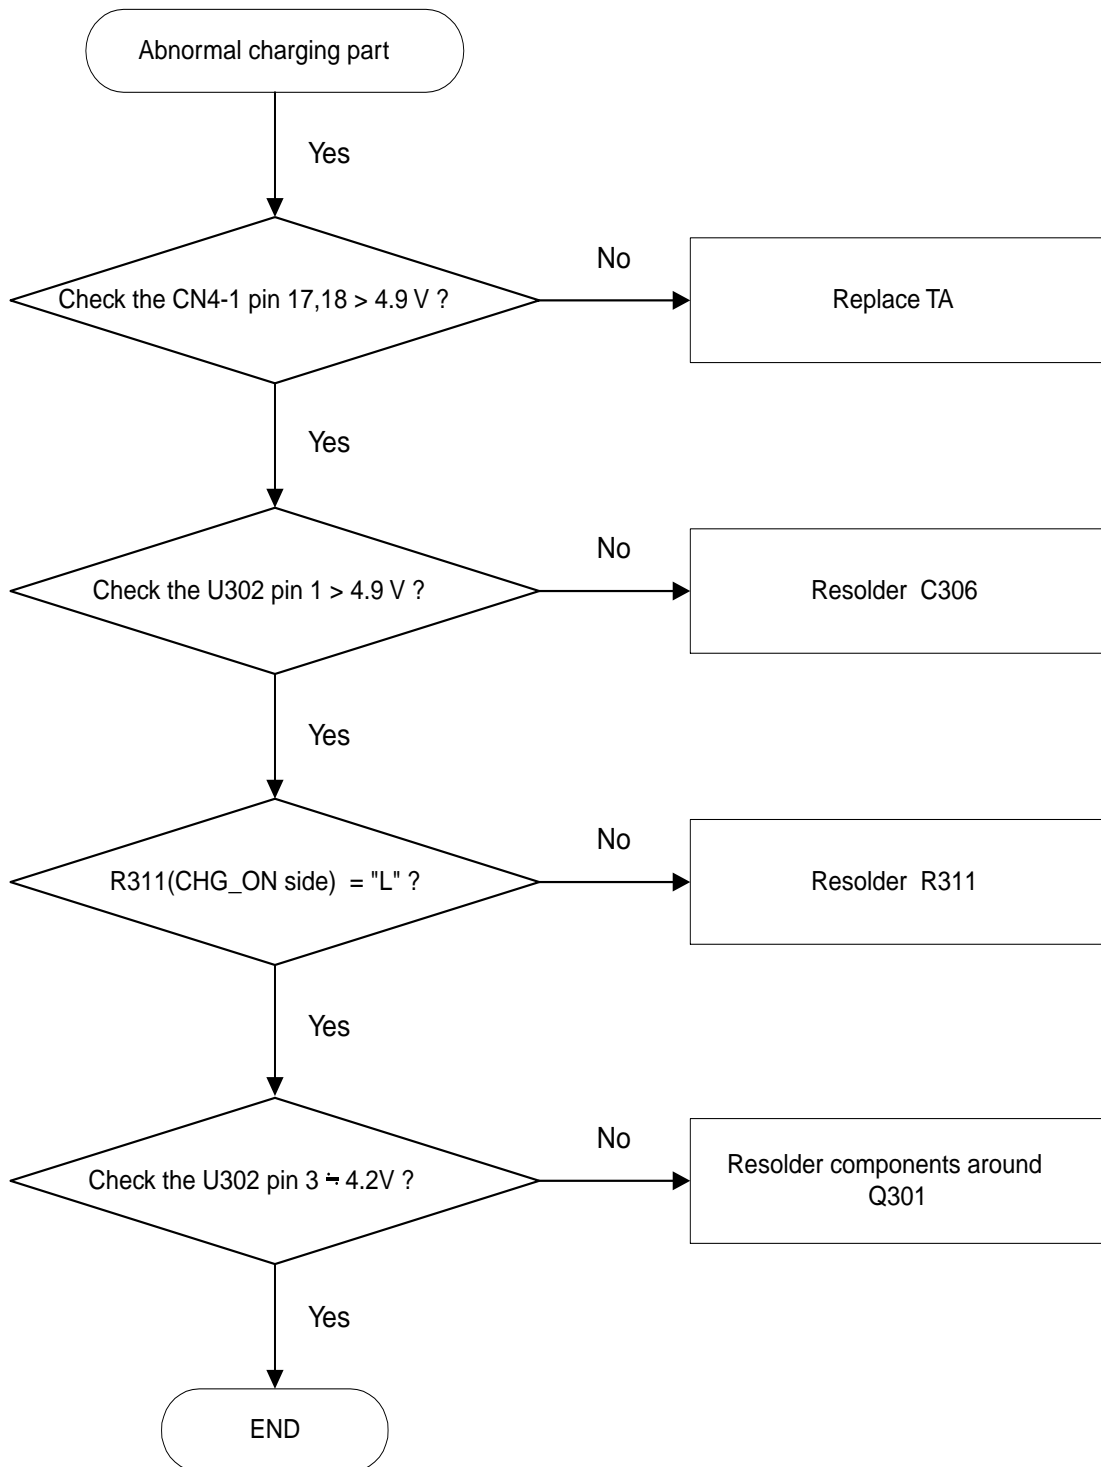 Abnormal charging part
Yes
No
Check the CN4-1 pin 17,18 > 4.9 V ?
Replace TA
Yes
No
Check the U302 pin 1 > 4.9 V ?
Resolder C306
Yes
No
R311(CHG_ON side) = "L" ?
Resolder R311
Yes
No
Check the U302 pin 3 ≒ 4.2V ?
Resolder components around
Q301
Yes
END